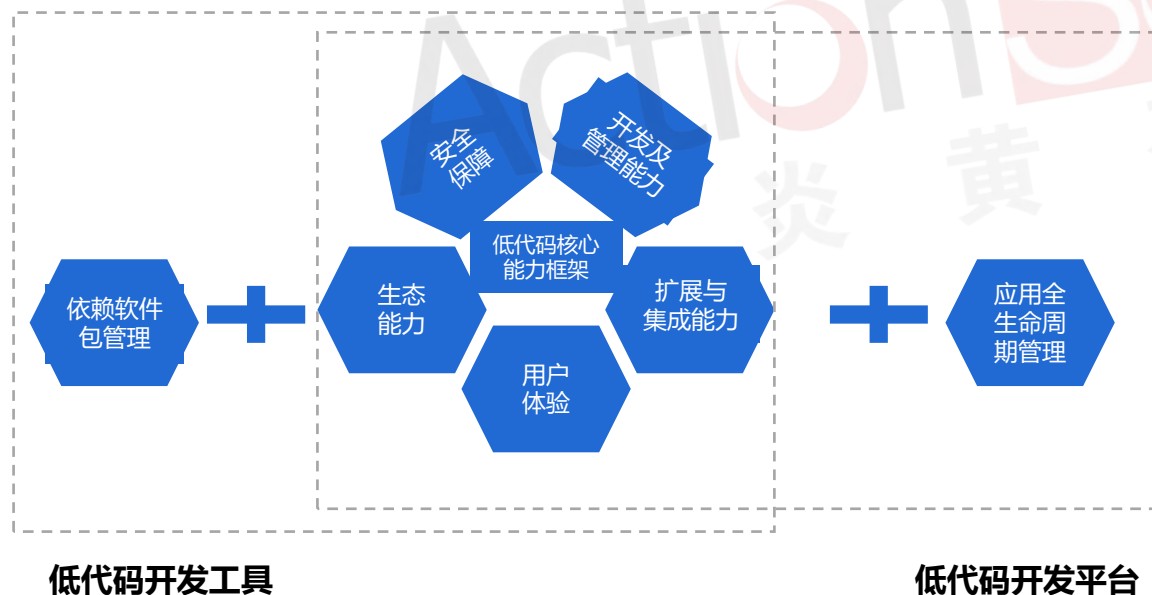 Action
炎 黄
安全
保障
开发及
管理能力
低代码核心
能力框架
依赖软件
包管理
生态
能力
扩展与
集成能力
用户
体验
应用全
生命周
期管理
低代码开发工具
低代码开发平台